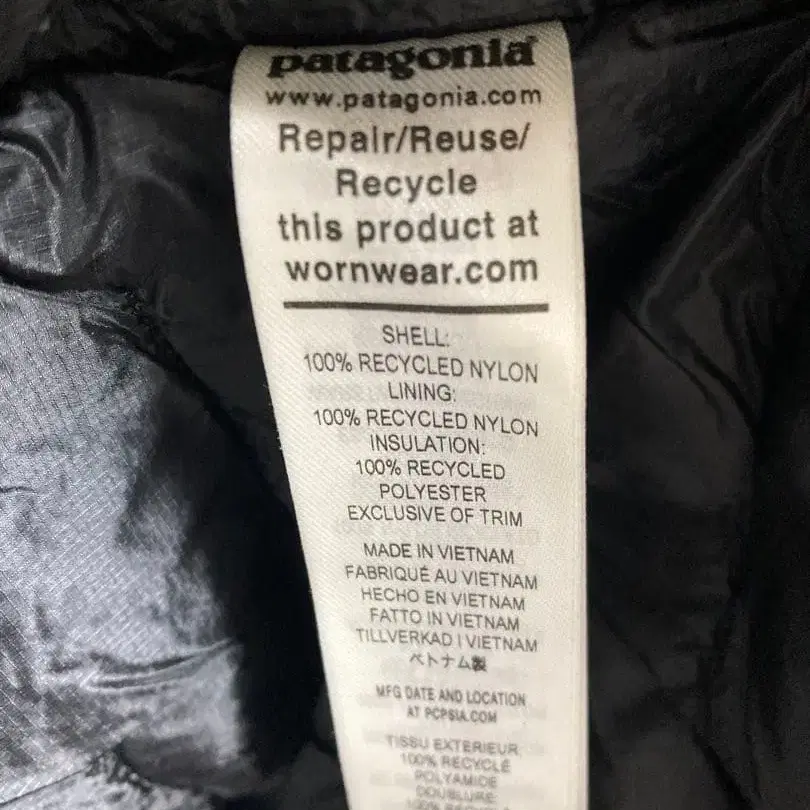 patagonia
www.patagonia.com
Repair/Reuse/
Recycle
this product at
wornwear.com
SHELL:
100% RECYCLED NYLON
LINING:
100% RECYCLED NYLON
INSULATION:
100% RECYCLED
POLYESTER
EXCLUSIVE OF TRIM
MADE IN VIETNAM
FABRIQUÉ AU VIETNAM
HECHO EN VIETNAM
FATTO IN VIETNAM
TILLVERKAD I VIETNAM
ベトナム製
MFG DATE AND LOCATION
AT PCPSIA.COM
TISSU EXTERIEUR:
100% RECYCLÉ
POLYAMIDE
DOUBLURE: